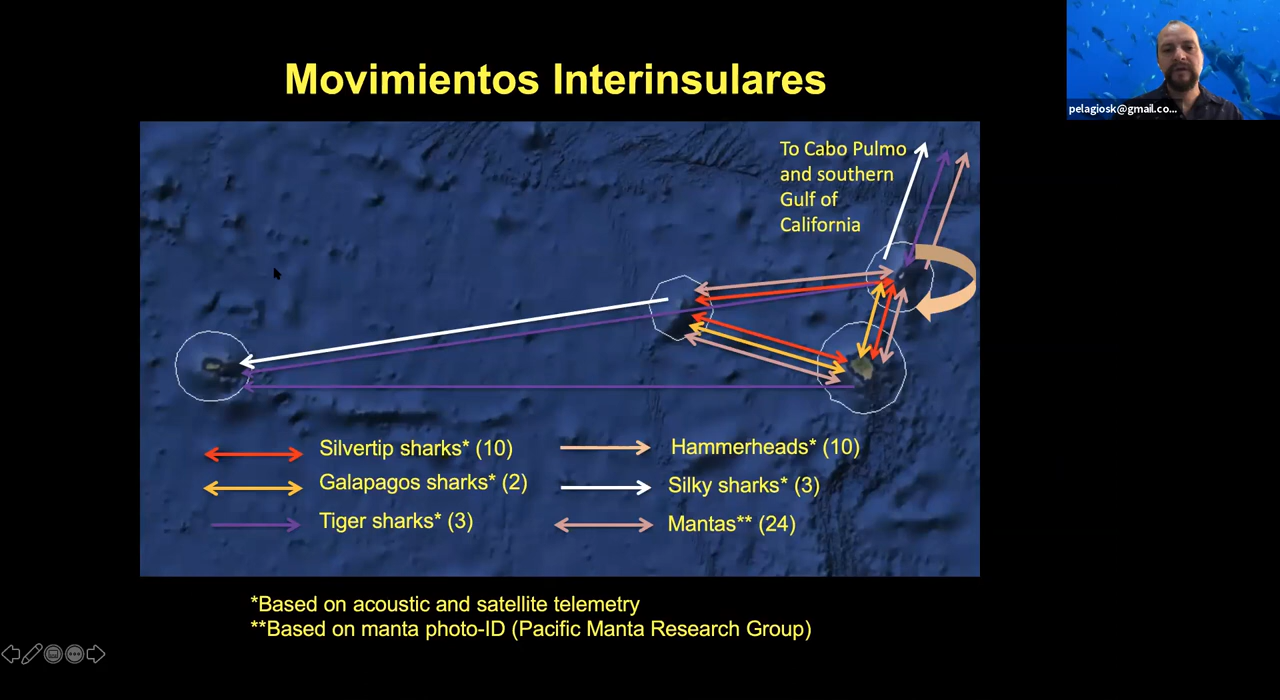 Movimientos Interinsulares
pelagiosk@gmail.co...
To Cabo Pulmo
and southern
Gulf of
California
Silvertip sharks* (10)
Galapagos sharks* (2)
Tiger sharks* (3)
Hammerheads* (10)
Silky sharks* (3)
Mantas** (24)
*Based on acoustic and satellite telemetry
**Based on manta photo-ID (Pacific Manta Research Group)